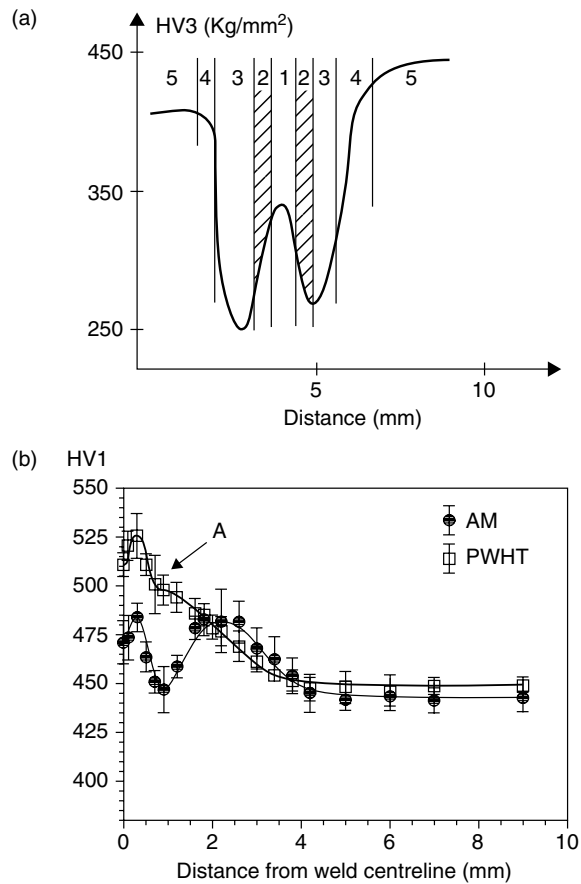 (a)
HV3 (Kg/mm²)
450
350
250
5 4 3 2 1 2 3 4 5
5 10
Distance (mm)
(b)
HV1
550
525
500
475
450
425
400
A
AM
PWHT
0 2 4 6 8 10
Distance from weld centreline (mm)